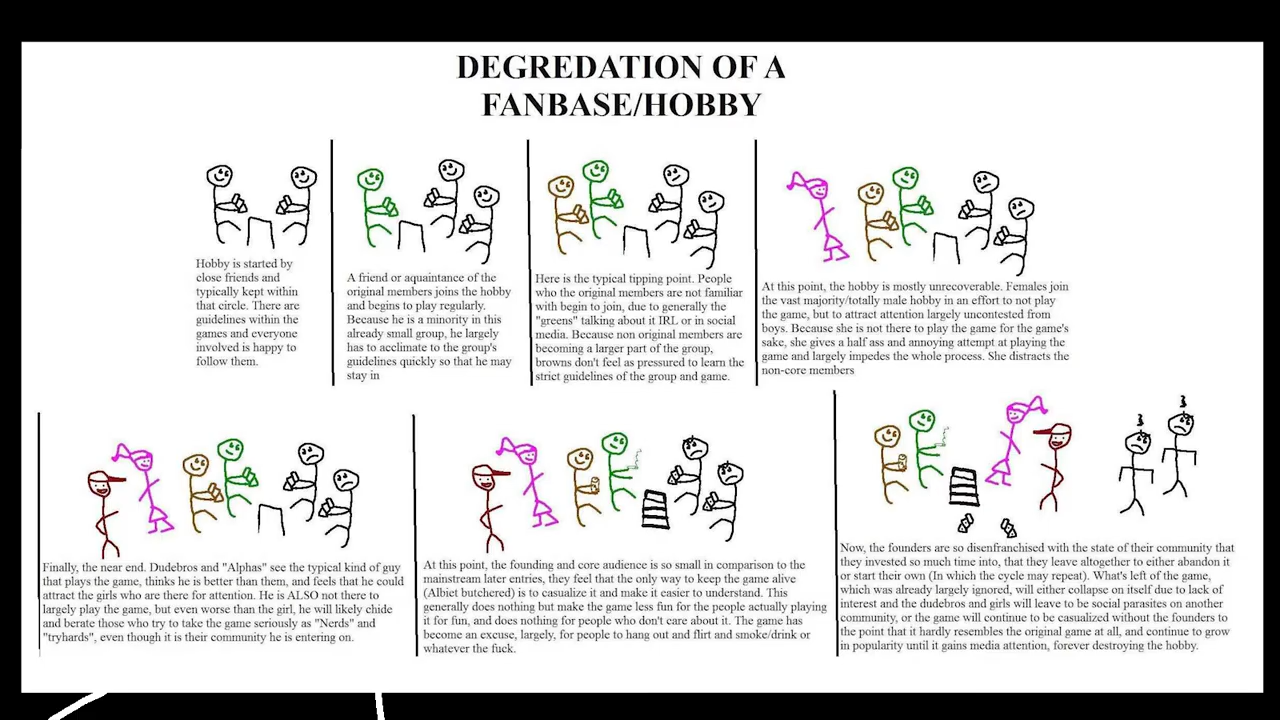 DEGREDATION OF A
FANBASE/HOBBY
Hobby is started by
close friends and
typically kept within
that circle. There are
guidelines within the
games and everyone
involved is happy to
follow them.
A friend or aquaintance of the
original members joins the hobby
and begins to play regularly.
Because he is a minority in this
already small group, he largely
has to acclimate to the group's
guidelines quickly so that he may
stay in
Here is the typical tipping point. People
who the original members are not familiar
with begin to join, due to generally the
"greens" talking about it IRL or in social
media. Because non original members are
becoming a larger part of the group,
browns don't feel as pressured to learn the
strict guidelines of the group and game.
At this point, the hobby is mostly unrecoverable. Females join
the vast majority/totally male hobby in an effort to not play
the game, but to attract attention largely uncontested from
boys. Because she is not there to play the game for the game's
sake, she gives a half ass and annoying attempt at playing the
game and largely impedes the whole process. She distracts the
non-core members
Finally, the near end. Dudebros and "Alphas" see the typical kind of guy
that plays the game, thinks he is better than them, and feels that he could
attract the girls who are there for attention. He is ALSO not there to
largely play the game, but even worse than the girl, he will likely chide
and berate those who try to take the game seriously as "Nerds" and
"tryhards", even though it is their community he is entering on.
At this point, the founding and core audience is so small in comparison to the
mainstream later entries, they feel that the only way to keep the game alive
(Albiet butchered) is to casualize it and make it easier to understand. This
generally does nothing but make the game less fun for the people actually playing
it for fun, and does nothing for people who don't care about it. The game has
become an excuse, largely, for people to hang out and flirt and smoke/drink or
whatever the fuck.
Now, the founders are so disenfranchised with the state of their community that
they invested so much time into, that they leave altogether to either abandon it
or start their own (In which the cycle may repeat). What's left of the game,
which was already largely ignored, will either collapse on itself due to lack of
interest and the dudebros and girls will leave to be social parasites on another
community, or the game will continue to be casualized without the founders to
the point that it hardly resembles the original game at all, and continue to grow
in popularity until it gains media attention, forever destroying the hobby.